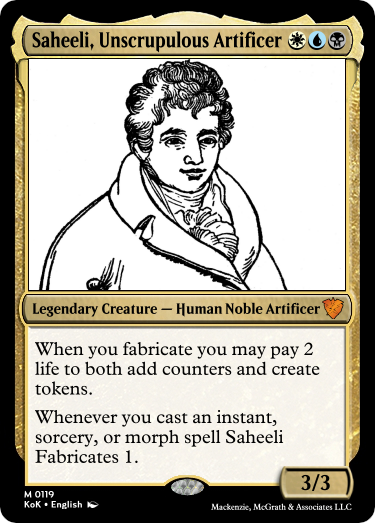 Saheeli, Unscrupulous Artificer
Legendary Creature — Human Noble Artificer
When you fabricate you may pay 2
life to both add counters and create
tokens.
Whenever you cast an instant,
sorcery, or morph spell Saheeli
Fabricates 1.
3/3
M 0119
KoK • English
Mackenzie, McGrath & Associates LLC